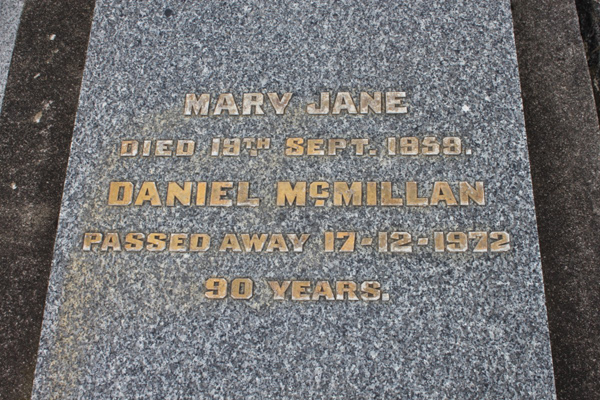 MARY JANE
DIED 19TH SEPT. 1959.
DANIEL McMILLAN
PASSED AWAY 17-12-1972
90 YEARS.